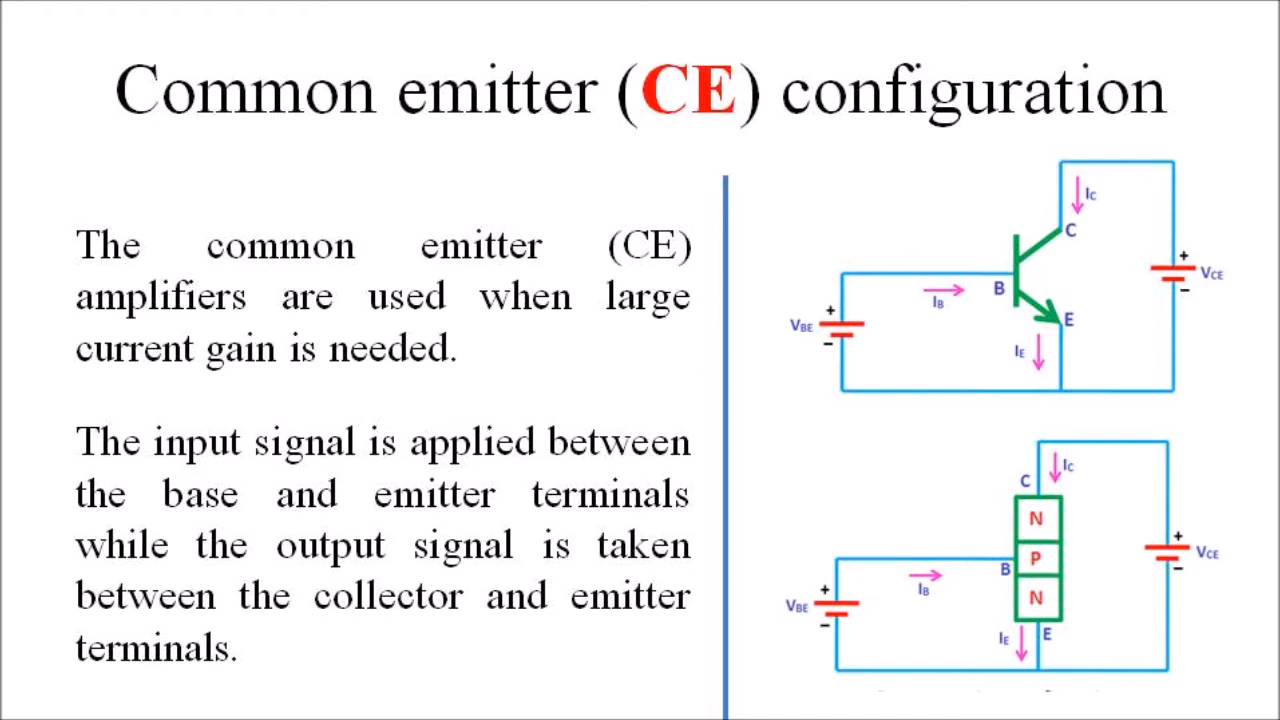 Common emitter (CE) configuration
The common emitter (CE)
amplifiers are used when large
current gain is needed.
The input signal is applied between
the base and emitter terminals
while the output signal is taken
between the collector and emitter
terminals.
IC
C
+
VCE
B
−
IB
+
E
VBE
−
IE
IC
C
N
+
VCE
P
B
−
IB
+
N
VBE
−
IE
E